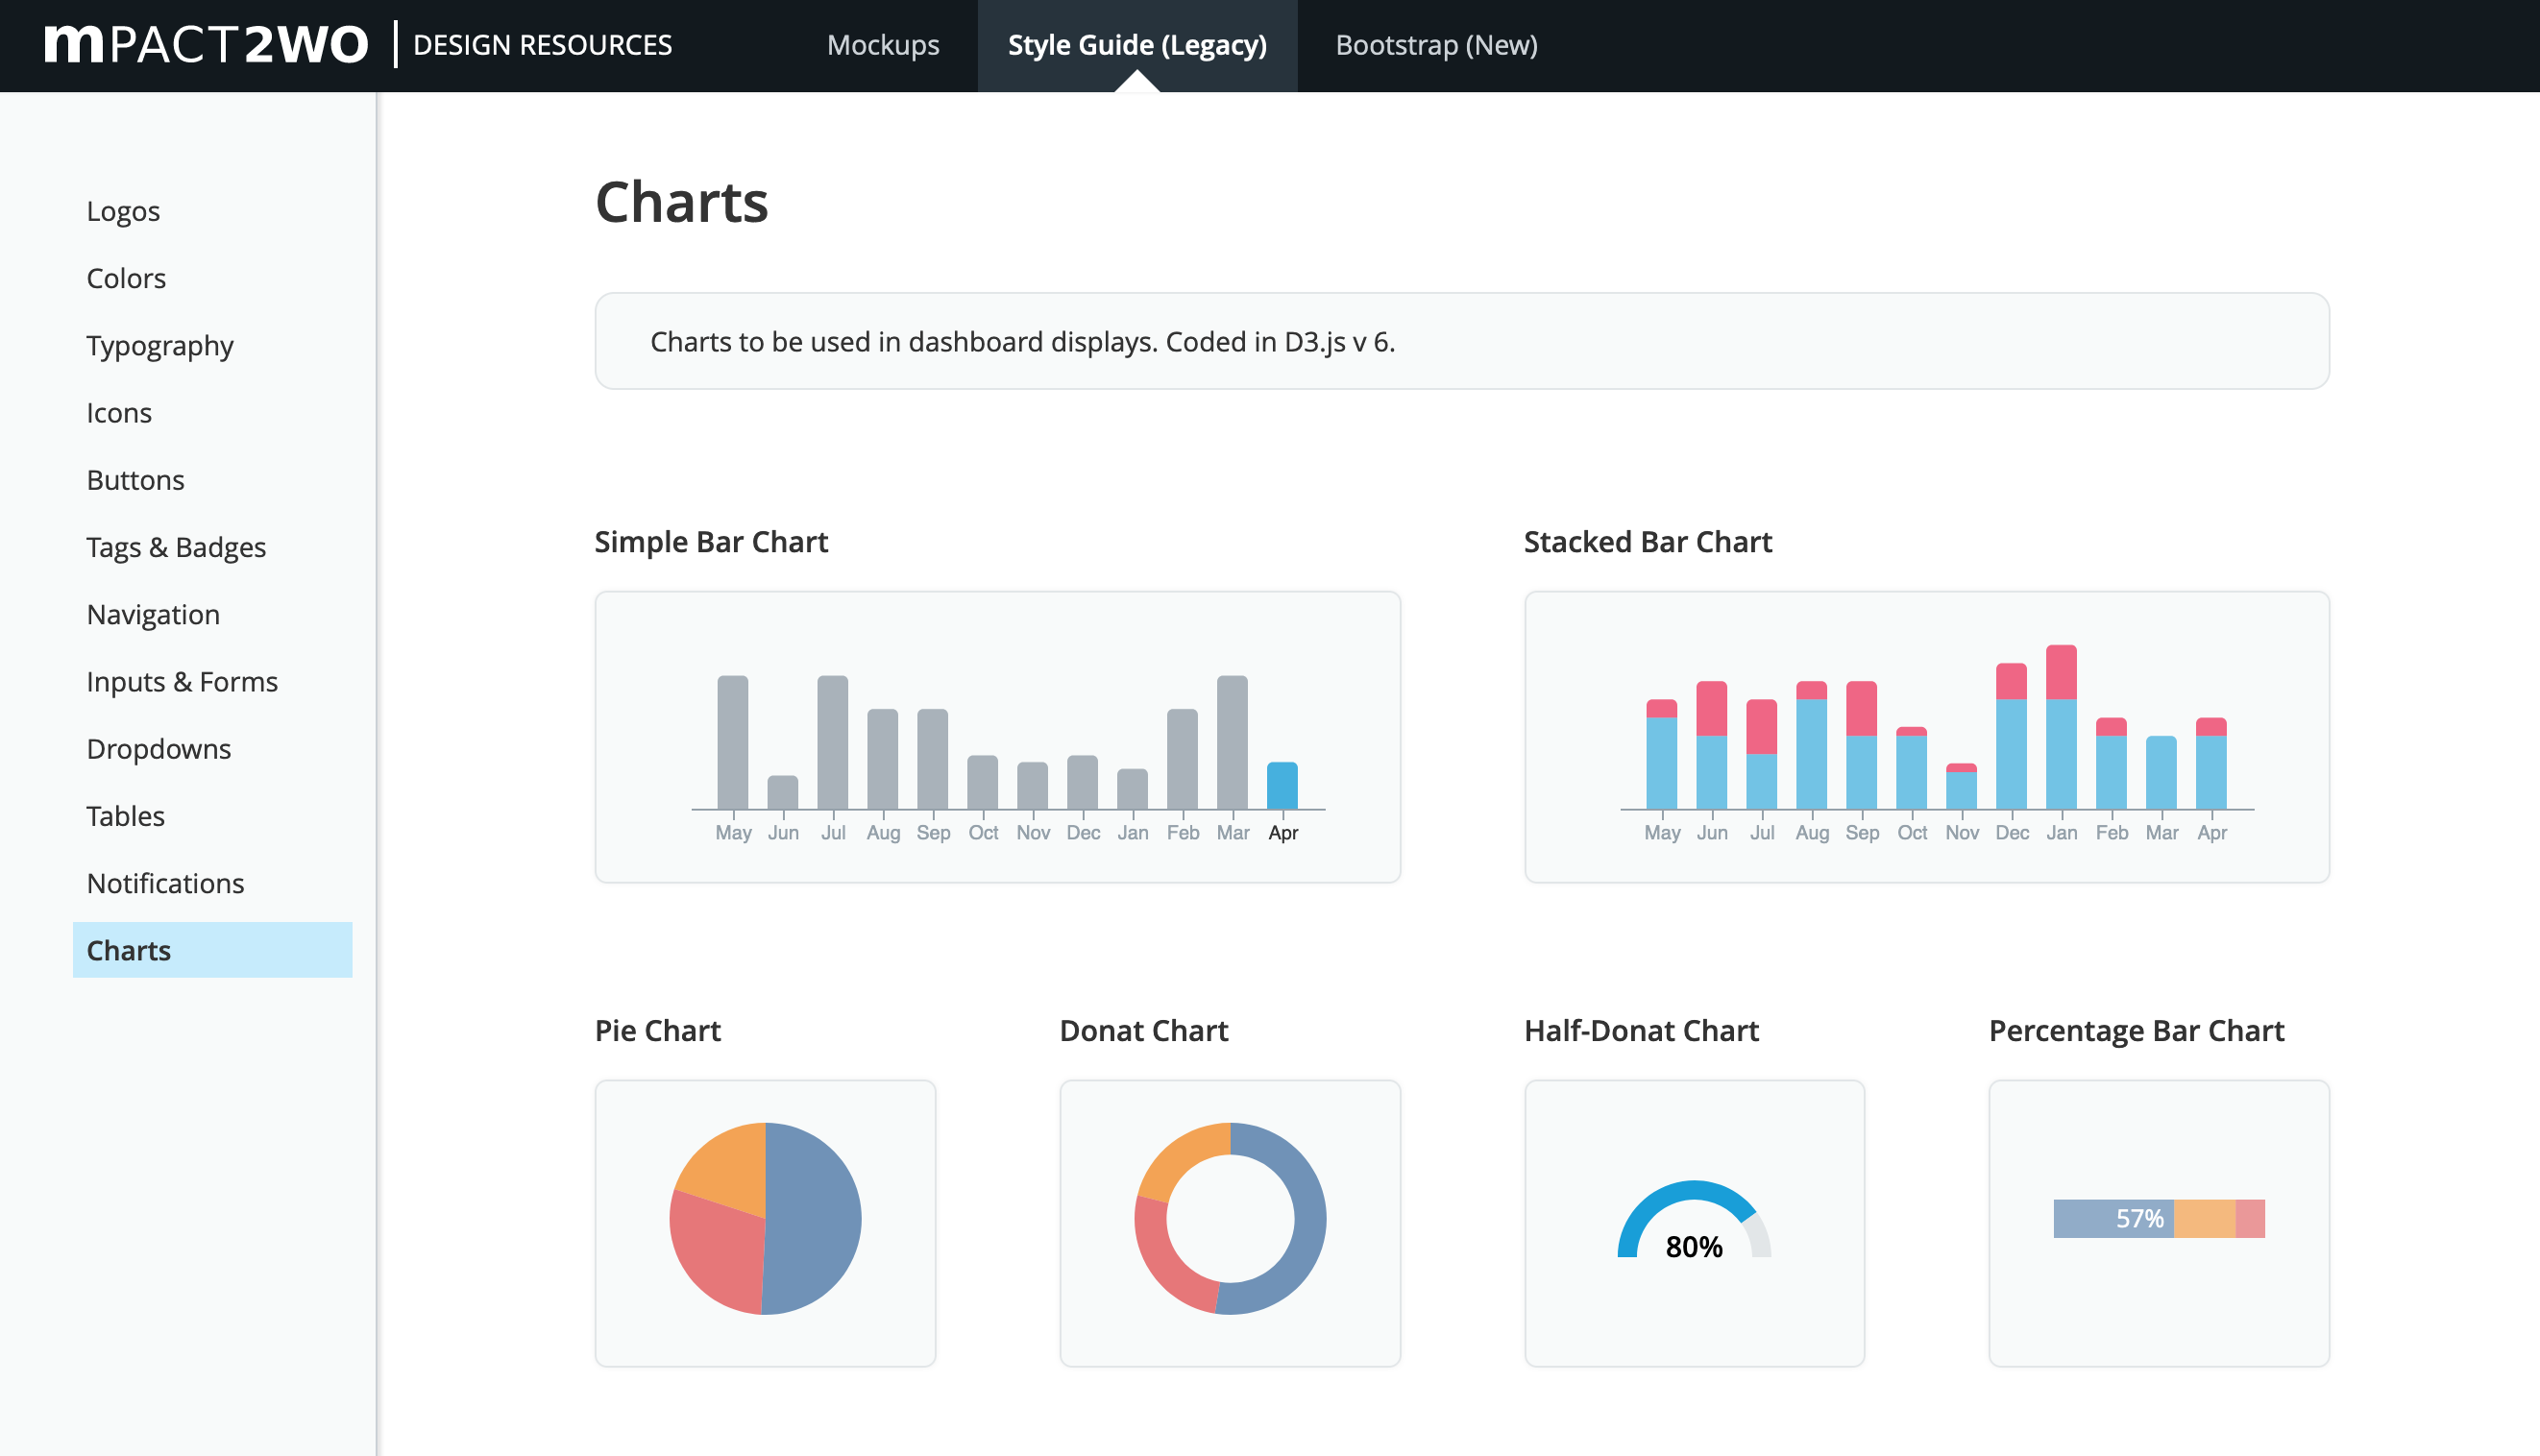 mPACT2WO DESIGN RESOURCES Mockups Style Guide (Legacy) Bootstrap (New)
Logos
Colors
Typography
Icons
Buttons
Tags & Badges
Navigation
Inputs & Forms
Dropdowns
Tables
Notifications
Charts
Charts
Charts to be used in dashboard displays. Coded in D3.js v 6.
Simple Bar Chart
May Jun Jul Aug Sep Oct Nov Dec Jan Feb Mar Apr
Stacked Bar Chart
May Jun Jul Aug Sep Oct Nov Dec Jan Feb Mar Apr
Pie Chart
Donat Chart
Half-Donat Chart
80%
Percentage Bar Chart
57%